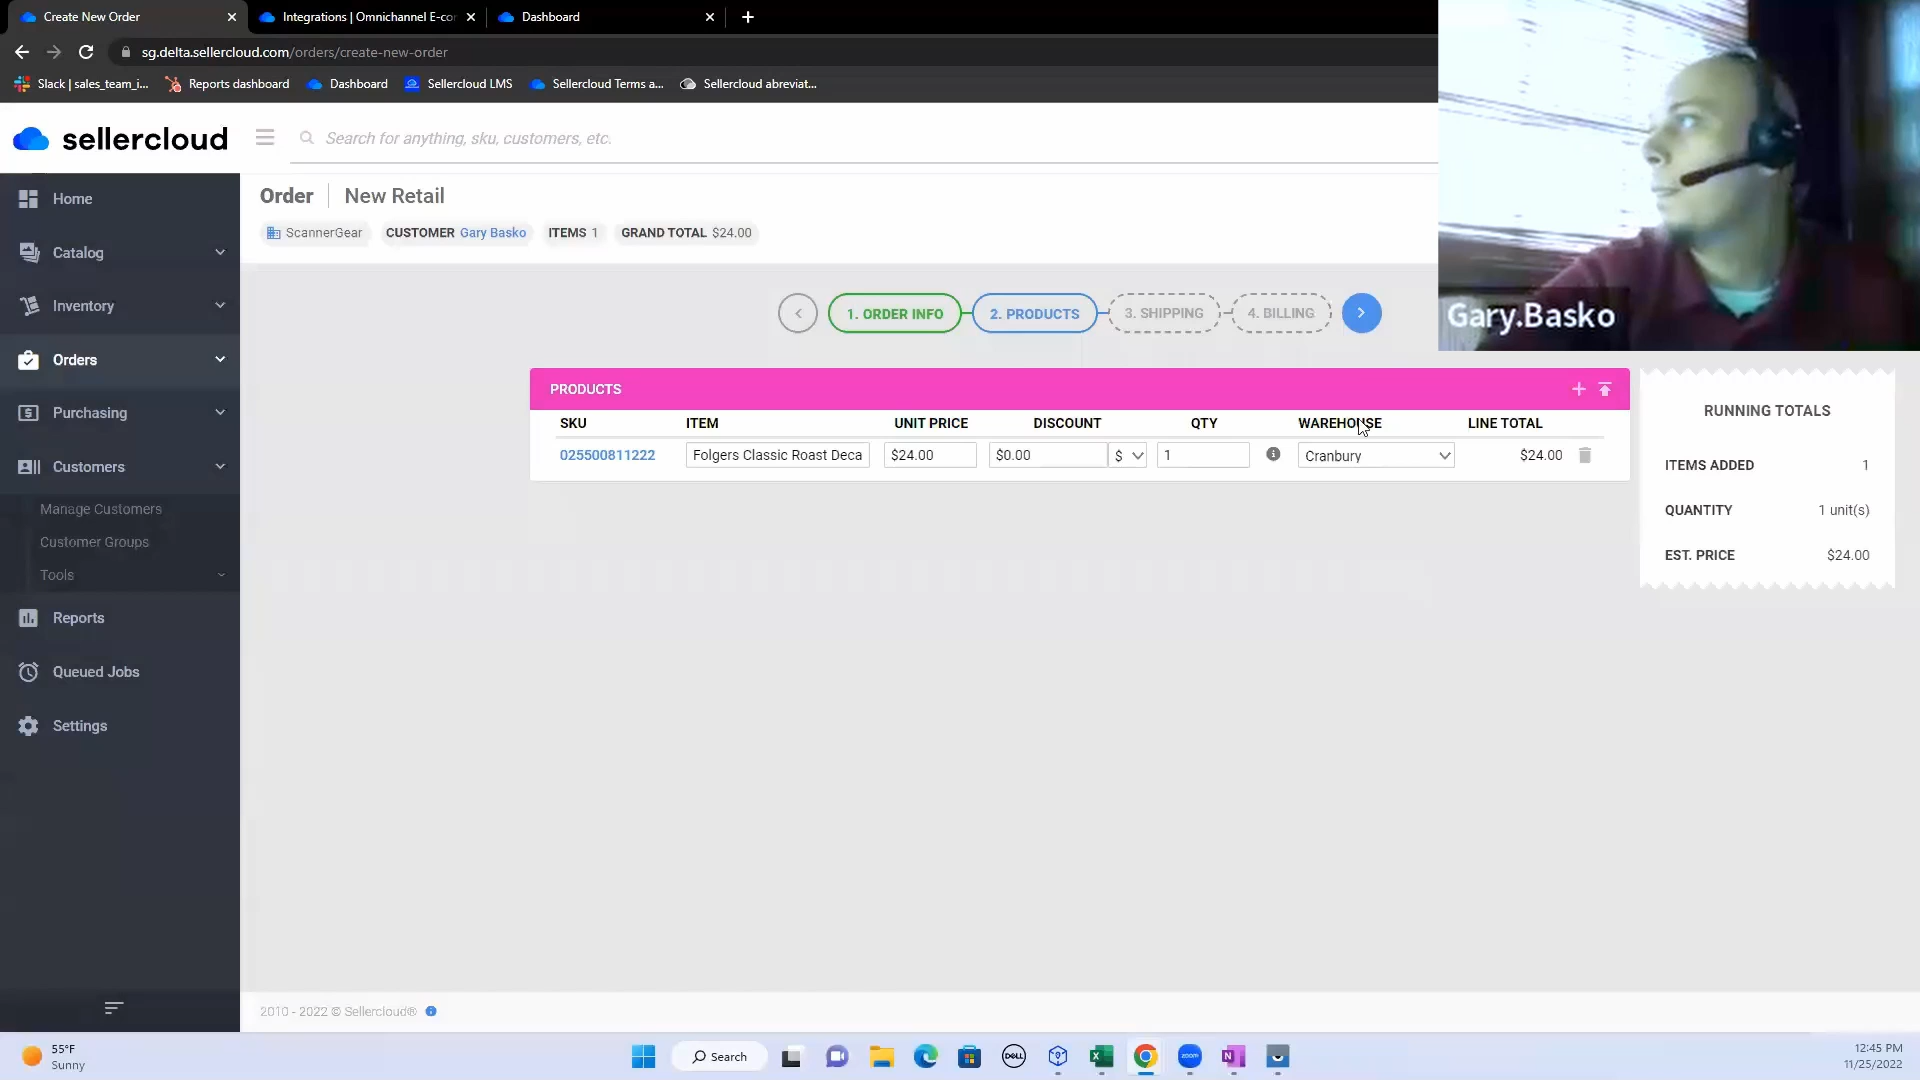 Create New Order
Integrations | Omnichannel E-cor
Dashboard
sg.delta.sellercloud.com/orders/create-new-order
Slack | sales_team_i...
Reports dashboard
Dashboard
Sellercloud LMS
Sellercloud Terms a...
Sellercloud abreviat...
sellercloud
Search for anything, sku, customers, etc.
Home
Catalog
Inventory
Orders
Purchasing
Customers
Manage Customers
Customer Groups
Tools
Reports
Queued Jobs
Settings
Order | New Retail
ScannerGear CUSTOMER Gary Basko ITEMS 1 GRAND TOTAL $24.00
1. ORDER INFO 2. PRODUCTS 3. SHIPPING 4. BILLING
Gary.Basko
PRODUCTS
SKU ITEM UNIT PRICE DISCOUNT QTY WAREHOUSE LINE TOTAL
025500811222 Folgers Classic Roast Deca $24.00 $0.00 $ 1 Cranbury $24.00
RUNNING TOTALS
ITEMS ADDED 1
QUANTITY 1 unit(s)
EST. PRICE $24.00
2010 - 2022 © Sellercloud®
55°F
Sunny
Search
DELL
zoom
12:45 PM
11/25/2022